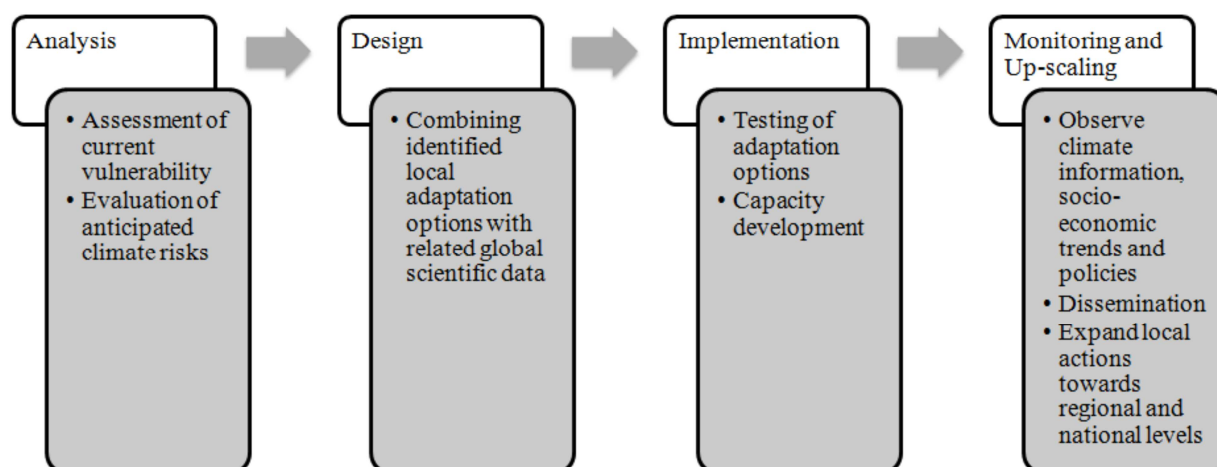 Analysis
• Assessment of
current
vulnerability
• Evaluation of
anticipated
climate risks
Design
• Combining
identified
local
adaptation
options with
related global
scientific data
Implementation
• Testing of
adaptation
options
• Capacity
development
Monitoring and
Up-scaling
• Observe
climate
information,
socio-
economic
trends and
policies
• Dissemination
• Expand local
actions
towards
regional and
national levels